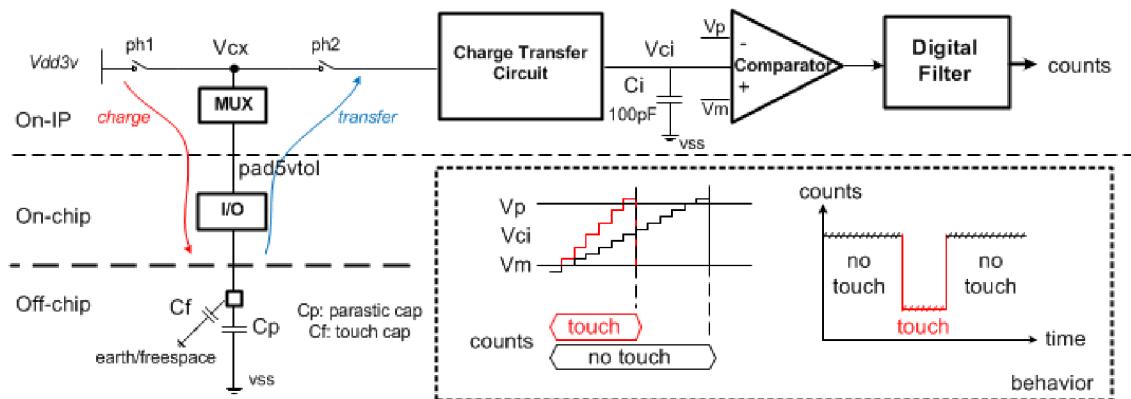 ph1
Vcx
ph2
Vdd3v
Charge Transfer
Circuit
Vci
Vp
-
Comparator
+
Vm
Digital
Filter
counts
MUX
charge
transfer
Ci
100pF
vss
On-IP
pad5vtol
On-chip
I/O
Off-chip
Cf
Cp
Cp: parastic cap
Cf: touch cap
earth/freespace
vss
Vp
Vci
Vm
counts
touch
no touch
counts
no
touch
no
touch
touch
time
behavior